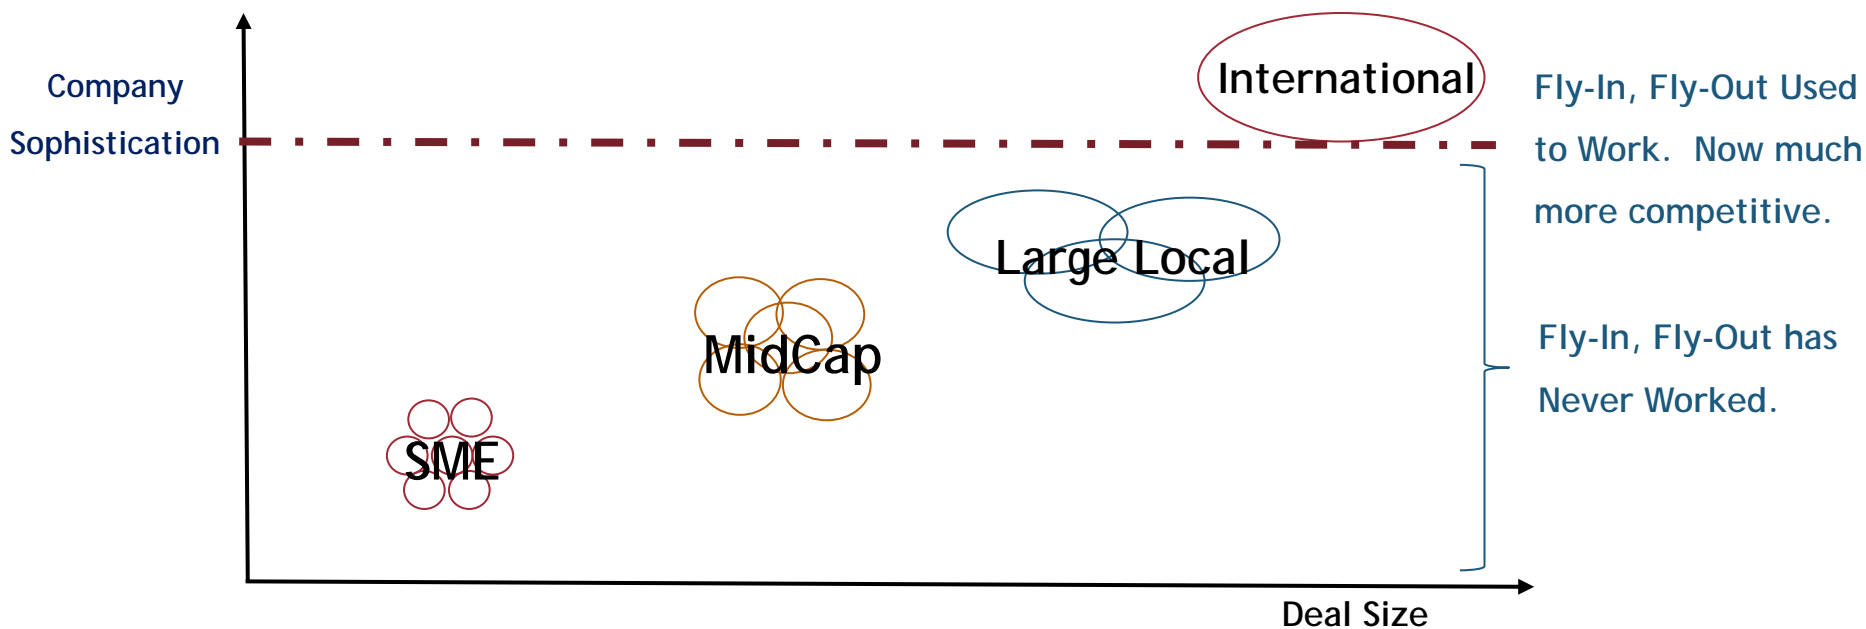 Company
Sophistication
International
Fly-In, Fly-Out Used
to Work.  Now much
more competitive.
Large Local
MidCap
Fly-In, Fly-Out has
Never Worked.
SME
Deal Size